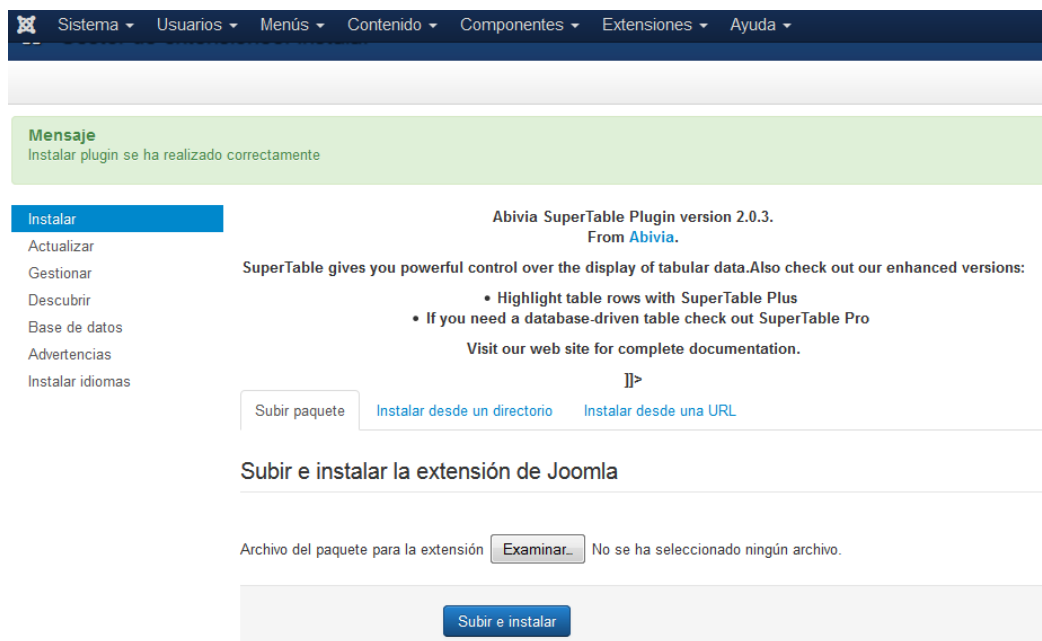 Sistema Usuarios Menús Contenido Componentes Extensiones Ayuda
Mensaje
Instalar plugin se ha realizado correctamente
Instalar
Actualizar
Gestionar
Descubrir
Base de datos
Advertencias
Instalar idiomas
Abivia SuperTable Plugin version 2.0.3.
From Abivia.
SuperTable gives you powerful control over the display of tabular data.Also check out our enhanced versions:
• Highlight table rows with SuperTable Plus
• If you need a database-driven table check out SuperTable Pro
Visit our web site for complete documentation.
]]>
Subir paquete Instalar desde un directorio Instalar desde una URL
Subir e instalar la extensión de Joomla
Archivo del paquete para la extensión Examinar... No se ha seleccionado ningún archivo.
Subir e instalar